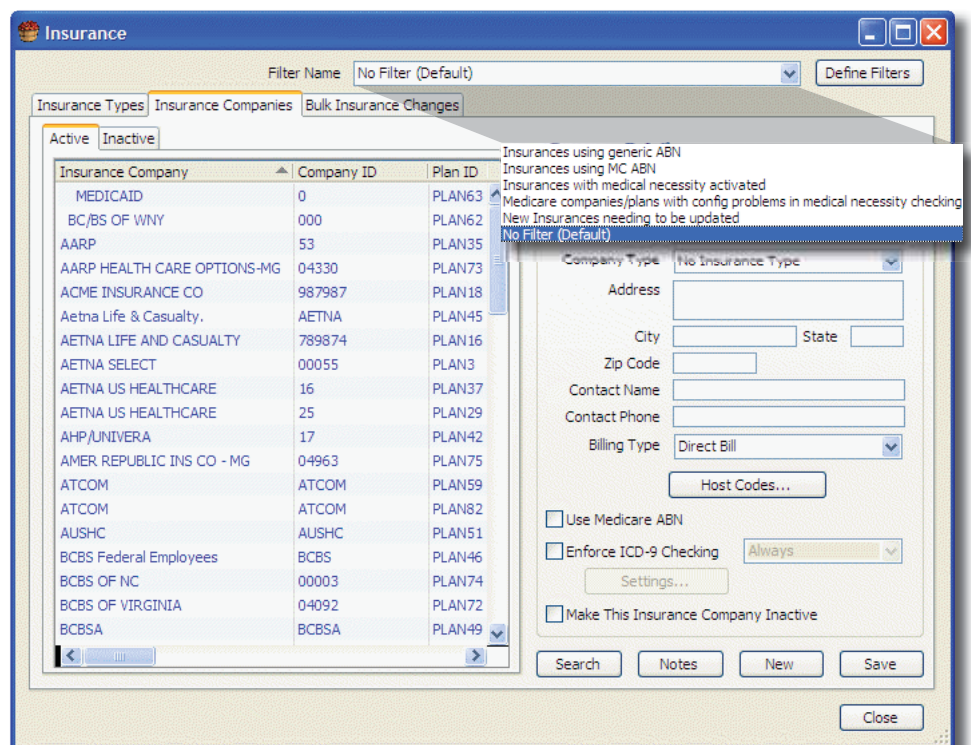 Insurance
Filter Name No Filter (Default) Define Filters
Insurance Types Insurance Companies Bulk Insurance Changes
Active Inactive
Insurance Company Company ID Plan ID
MEDICAID 0 PLAN63
BC/BS OF WNY 000 PLAN62
AARP 53 PLAN35
AARP HEALTH CARE OPTIONS-MG 04330 PLAN73
ACME INSURANCE CO 987987 PLAN18
Aetna Life & Casualty. AETNA PLAN45
AETNA LIFE AND CASUALTY 789874 PLAN16
AETNA SELECT 00055 PLAN3
AETNA US HEALTHCARE 16 PLAN37
AETNA US HEALTHCARE 25 PLAN29
AHP/UNIVERA 17 PLAN42
AMER REPUBLIC INS CO - MG 04963 PLAN75
ATCOM ATCOM PLAN59
ATCOM ATCOM PLAN82
AUSHC AUSHC PLAN51
BCBS Federal Employees BCBS PLAN46
BCBS OF NC 00003 PLAN74
BCBS OF VIRGINIA 04092 PLAN72
BCBSA BCBSA PLAN49
Insurances using generic ABN
Insurances using MC ABN
Insurances with medical necessity activated
Medicare companies/plans with config problems in medical necessity checking
New Insurances needing to be updated
No Filter (Default)
Company Type No Insurance Type
Address
City State
Zip Code
Contact Name
Contact Phone
Billing Type Direct Bill
Host Codes...
Use Medicare ABN
Enforce ICD-9 Checking Always
Settings...
Make This Insurance Company Inactive
Search Notes New Save
Close